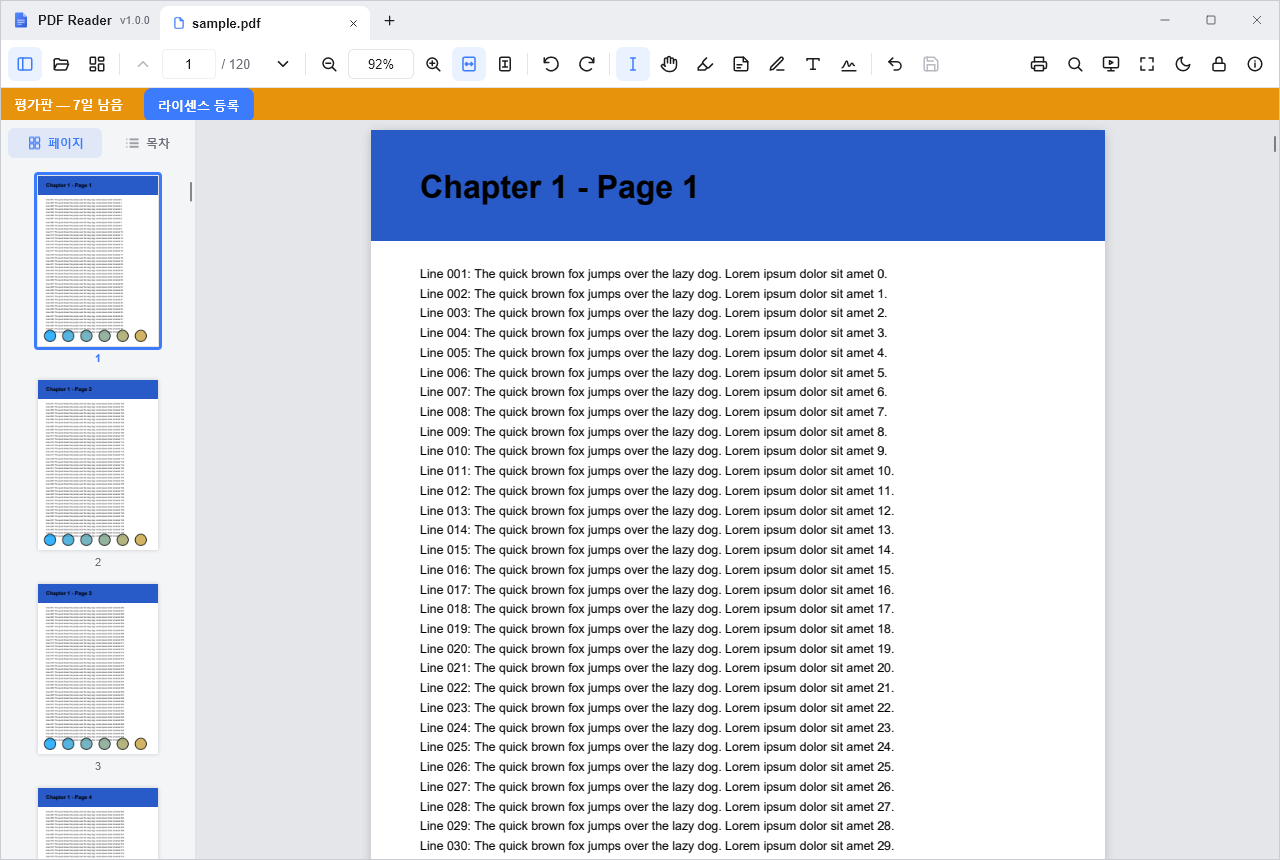 PDF Reader v1.0.0
sample.pdf
1 / 120
92%
평가판 — 7일 남음
라이센스 등록
페이지
목차
Chapter 1 - Page 1
1
Chapter 1 - Page 2
2
Chapter 1 - Page 3
3
Chapter 1 - Page 4
Chapter 1 - Page 1
Line 001: The quick brown fox jumps over the lazy dog. Lorem ipsum dolor sit amet 0.
Line 002: The quick brown fox jumps over the lazy dog. Lorem ipsum dolor sit amet 1.
Line 003: The quick brown fox jumps over the lazy dog. Lorem ipsum dolor sit amet 2.
Line 004: The quick brown fox jumps over the lazy dog. Lorem ipsum dolor sit amet 3.
Line 005: The quick brown fox jumps over the lazy dog. Lorem ipsum dolor sit amet 4.
Line 006: The quick brown fox jumps over the lazy dog. Lorem ipsum dolor sit amet 5.
Line 007: The quick brown fox jumps over the lazy dog. Lorem ipsum dolor sit amet 6.
Line 008: The quick brown fox jumps over the lazy dog. Lorem ipsum dolor sit amet 7.
Line 009: The quick brown fox jumps over the lazy dog. Lorem ipsum dolor sit amet 8.
Line 010: The quick brown fox jumps over the lazy dog. Lorem ipsum dolor sit amet 9.
Line 011: The quick brown fox jumps over the lazy dog. Lorem ipsum dolor sit amet 10.
Line 012: The quick brown fox jumps over the lazy dog. Lorem ipsum dolor sit amet 11.
Line 013: The quick brown fox jumps over the lazy dog. Lorem ipsum dolor sit amet 12.
Line 014: The quick brown fox jumps over the lazy dog. Lorem ipsum dolor sit amet 13.
Line 015: The quick brown fox jumps over the lazy dog. Lorem ipsum dolor sit amet 14.
Line 016: The quick brown fox jumps over the lazy dog. Lorem ipsum dolor sit amet 15.
Line 017: The quick brown fox jumps over the lazy dog. Lorem ipsum dolor sit amet 16.
Line 018: The quick brown fox jumps over the lazy dog. Lorem ipsum dolor sit amet 17.
Line 019: The quick brown fox jumps over the lazy dog. Lorem ipsum dolor sit amet 18.
Line 020: The quick brown fox jumps over the lazy dog. Lorem ipsum dolor sit amet 19.
Line 021: The quick brown fox jumps over the lazy dog. Lorem ipsum dolor sit amet 20.
Line 022: The quick brown fox jumps over the lazy dog. Lorem ipsum dolor sit amet 21.
Line 023: The quick brown fox jumps over the lazy dog. Lorem ipsum dolor sit amet 22.
Line 024: The quick brown fox jumps over the lazy dog. Lorem ipsum dolor sit amet 23.
Line 025: The quick brown fox jumps over the lazy dog. Lorem ipsum dolor sit amet 24.
Line 026: The quick brown fox jumps over the lazy dog. Lorem ipsum dolor sit amet 25.
Line 027: The quick brown fox jumps over the lazy dog. Lorem ipsum dolor sit amet 26.
Line 028: The quick brown fox jumps over the lazy dog. Lorem ipsum dolor sit amet 27.
Line 029: The quick brown fox jumps over the lazy dog. Lorem ipsum dolor sit amet 28.
Line 030: The quick brown fox jumps over the lazy dog. Lorem ipsum dolor sit amet 29.